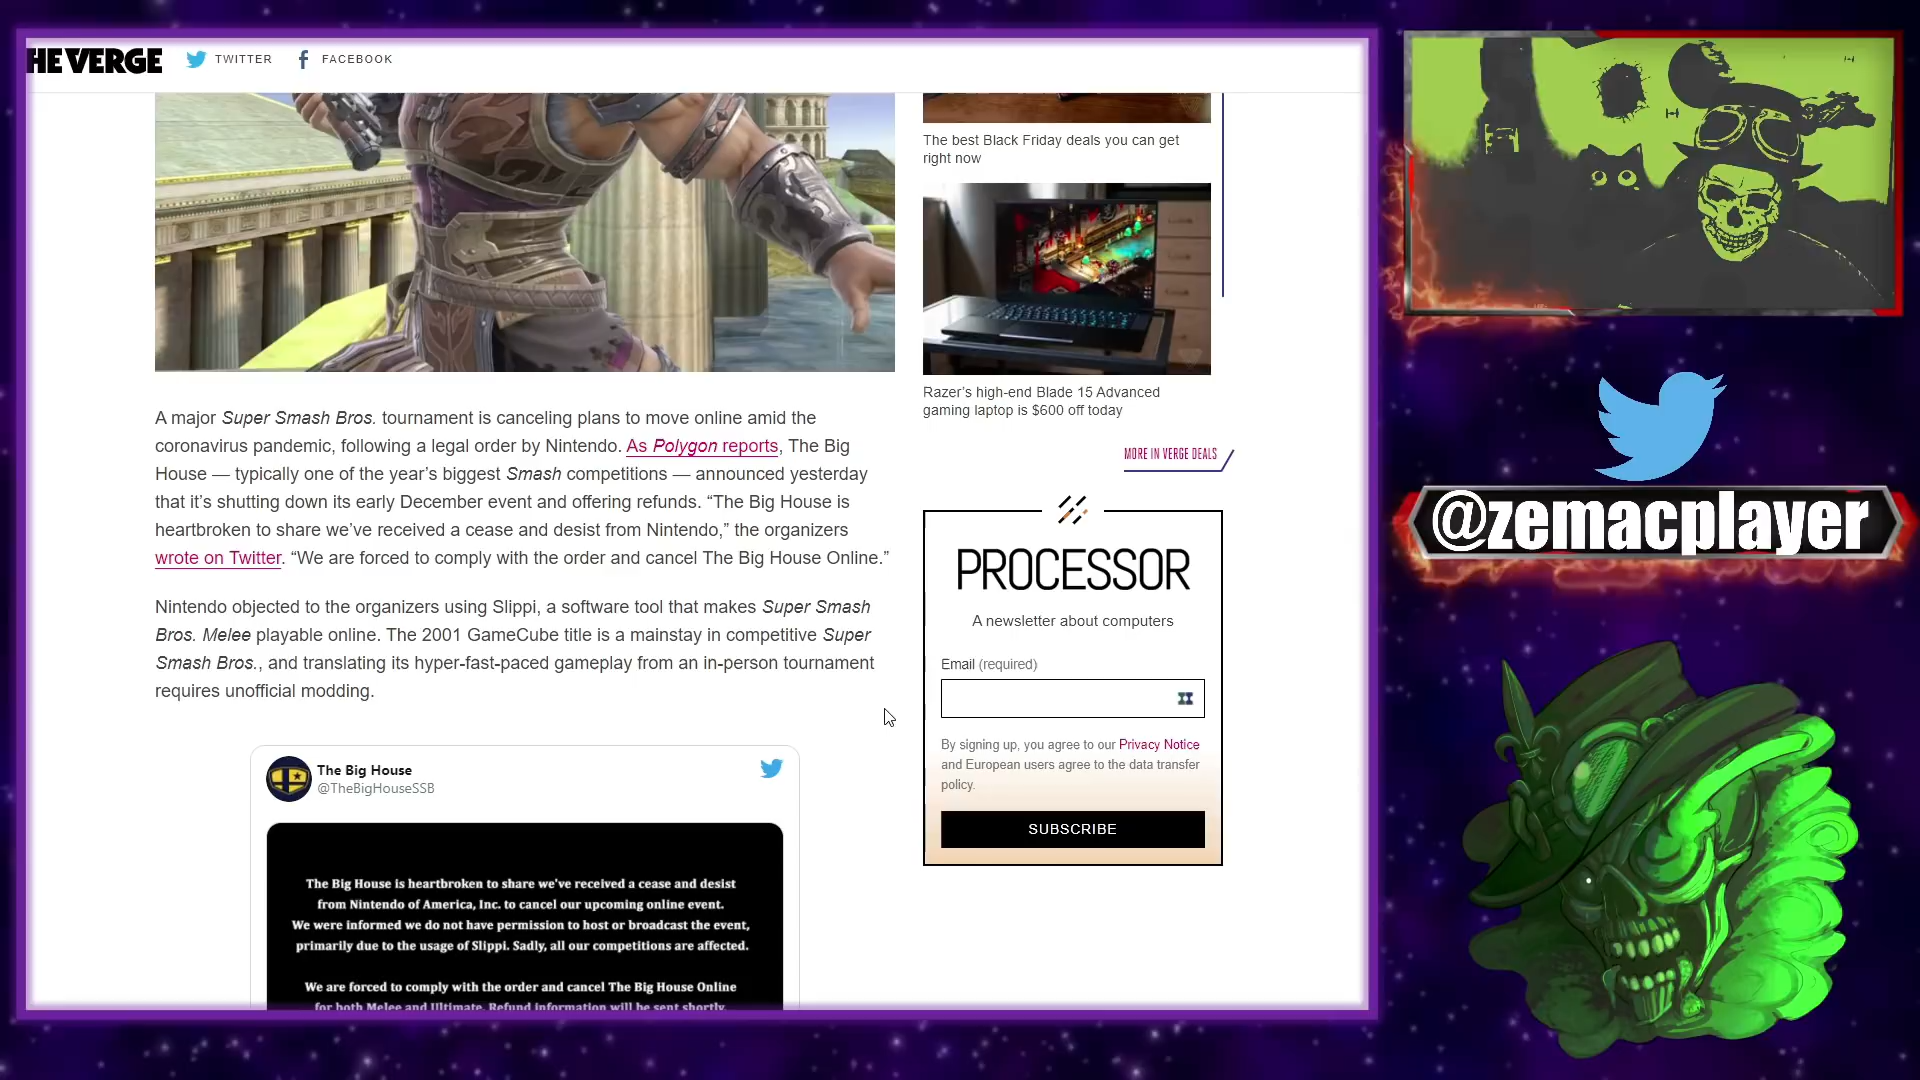 HE VERGE
TWITTER
FACEBOOK
The best Black Friday deals you can get
right now
Razer's high-end Blade 15 Advanced
gaming laptop is $600 off today
MORE IN VERGE DEALS
A major Super Smash Bros. tournament is canceling plans to move online amid the
coronavirus pandemic, following a legal order by Nintendo. As Polygon reports, The Big
House — typically one of the year's biggest Smash competitions — announced yesterday
that it's shutting down its early December event and offering refunds. “The Big House is
heartbroken to share we've received a cease and desist from Nintendo,” the organizers
wrote on Twitter. “We are forced to comply with the order and cancel The Big House Online.”
Nintendo objected to the organizers using Slippi, a software tool that makes Super Smash
Bros. Melee playable online. The 2001 GameCube title is a mainstay in competitive Super
Smash Bros., and translating its hyper-fast-paced gameplay from an in-person tournament
requires unofficial modding.
The Big House
@TheBigHouseSSB
The Big House is heartbroken to share we've received a cease and desist
from Nintendo of America, Inc. to cancel our upcoming online event.
We were informed we do not have permission to host or broadcast the event,
primarily due to the usage of Slippi. Sadly, all our competitions are affected.
We are forced to comply with the order and cancel The Big House Online
for both Melee and Ultimate. Refund information will be sent shortly.
PROCESSOR
A newsletter about computers
Email (required)
By signing up, you agree to our Privacy Notice
and European users agree to the data transfer
policy.
SUBSCRIBE
@zemacplayer